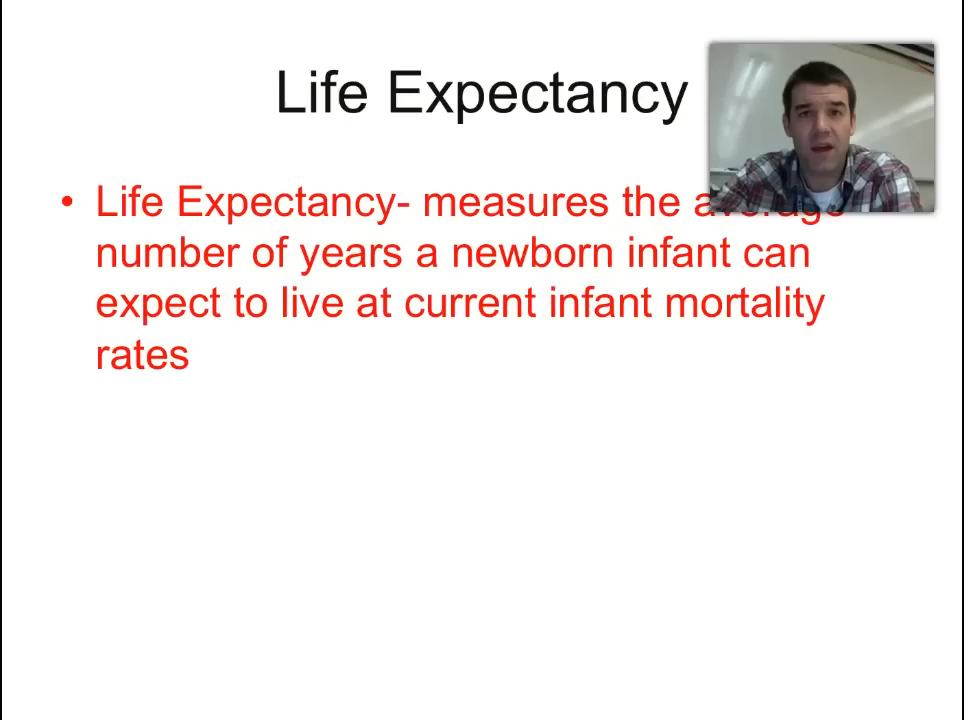 Life Expectancy
• Life Expectancy- measures the average
number of years a newborn infant can
expect to live at current infant mortality
rates